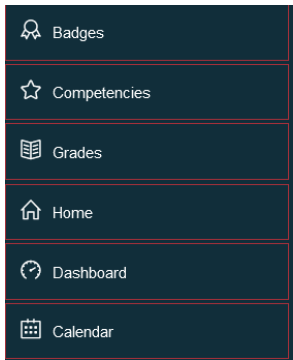 Badges
Competencies
Grades
Home
Dashboard
Calendar